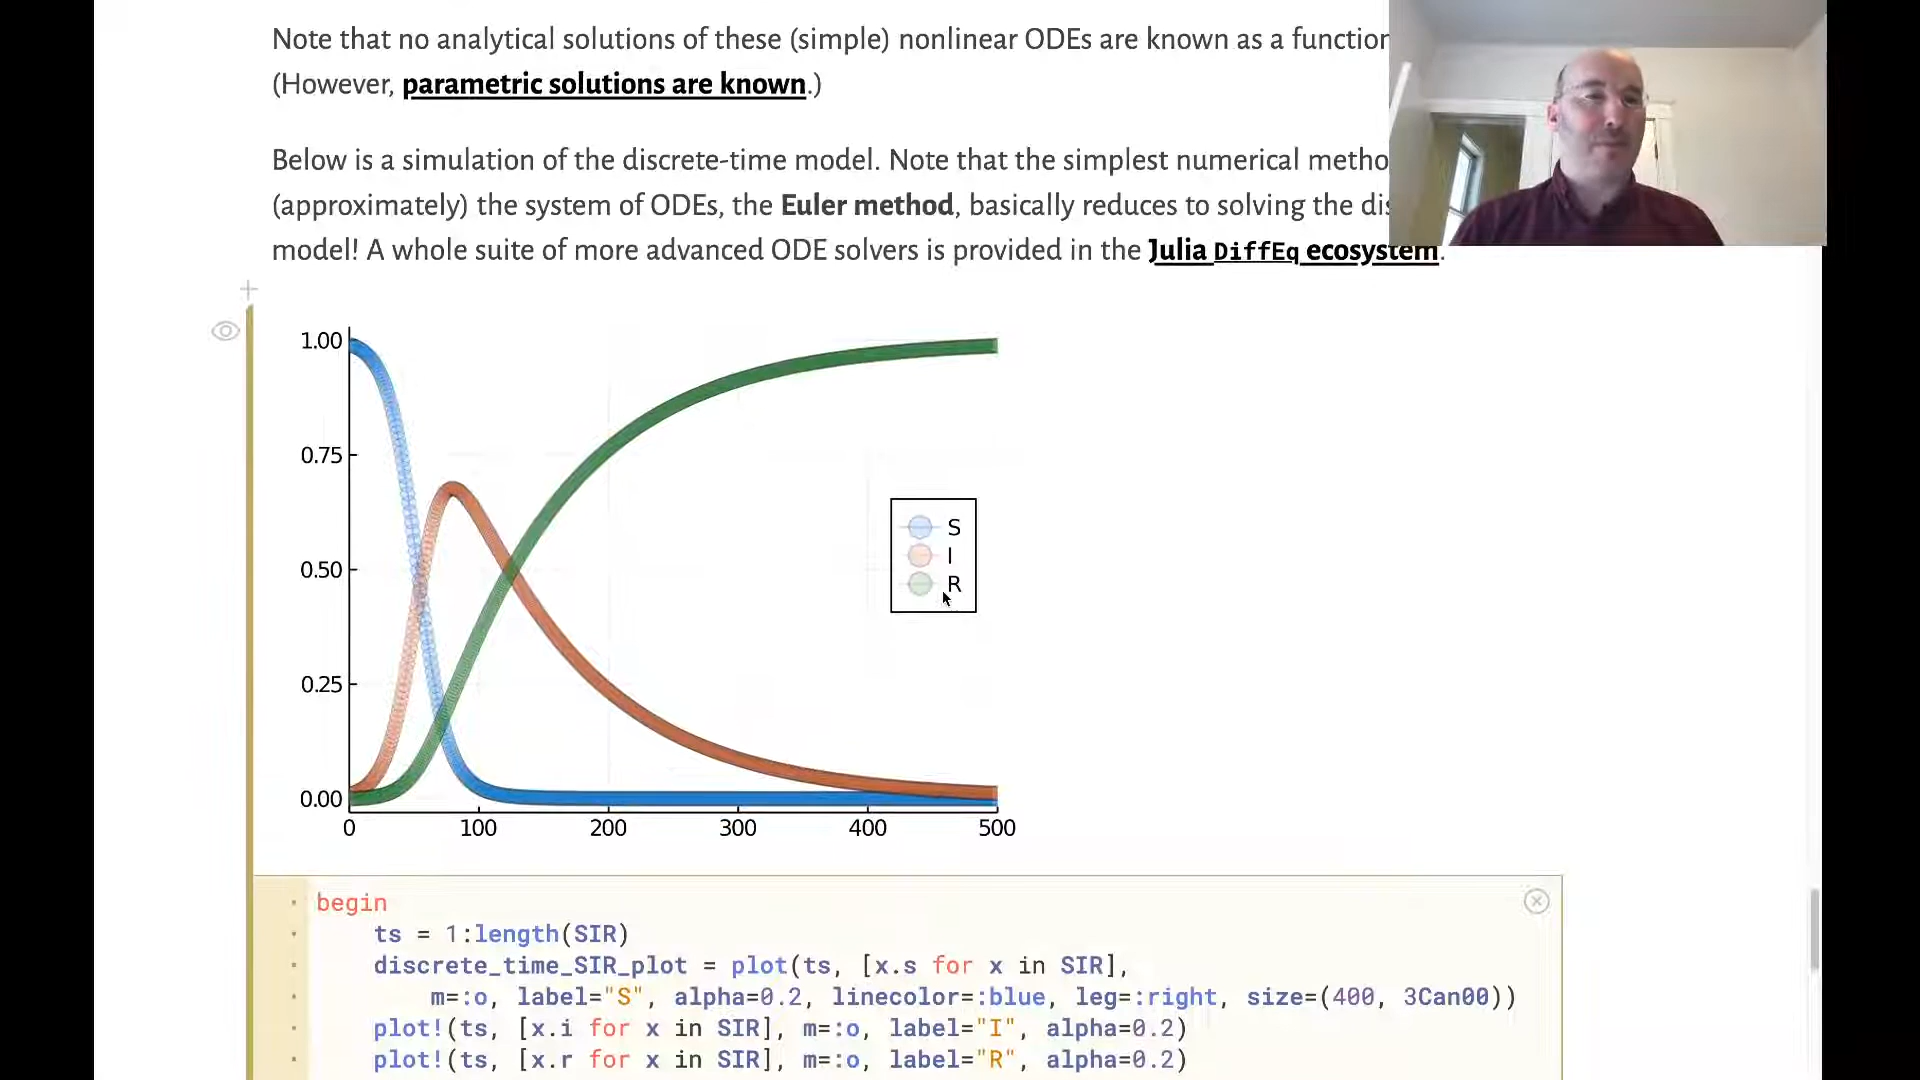 Note that no analytical solutions of these (simple) nonlinear ODEs are known as a function
(However, parametric solutions are known.)
Below is a simulation of the discrete-time model. Note that the simplest numerical metho
(approximately) the system of ODEs, the Euler method, basically reduces to solving the dis
model! A whole suite of more advanced ODE solvers is provided in the Julia DiffEq ecosystem.
1.00
0.75
0.50
0.25
0.00
0 100 200 300 400 500
S
I
R
begin
ts = 1:length(SIR)
discrete_time_SIR_plot = plot(ts, [x.s for x in SIR],
m=:o, label="S", alpha=0.2, linecolor=:blue, leg=:right, size=(400, 3Can00))
plot!(ts, [x.i for x in SIR], m=:o, label="I", alpha=0.2)
plot!(ts, [x.r for x in SIR], m=:o, label="R", alpha=0.2)